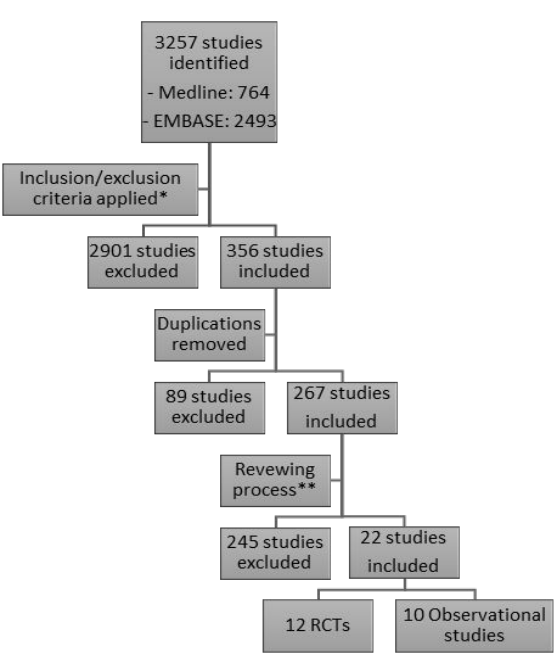 3257 studies
identified
- Medline: 764
- EMBASE: 2493
Inclusion/exclusion
criteria applied*
2901 studies
excluded
356 studies
included
Duplications
removed
89 studies
excluded
267 studies
included
Revewing
process**
245 studies
excluded
22 studies
included
12 RCTs
10 Observational
studies